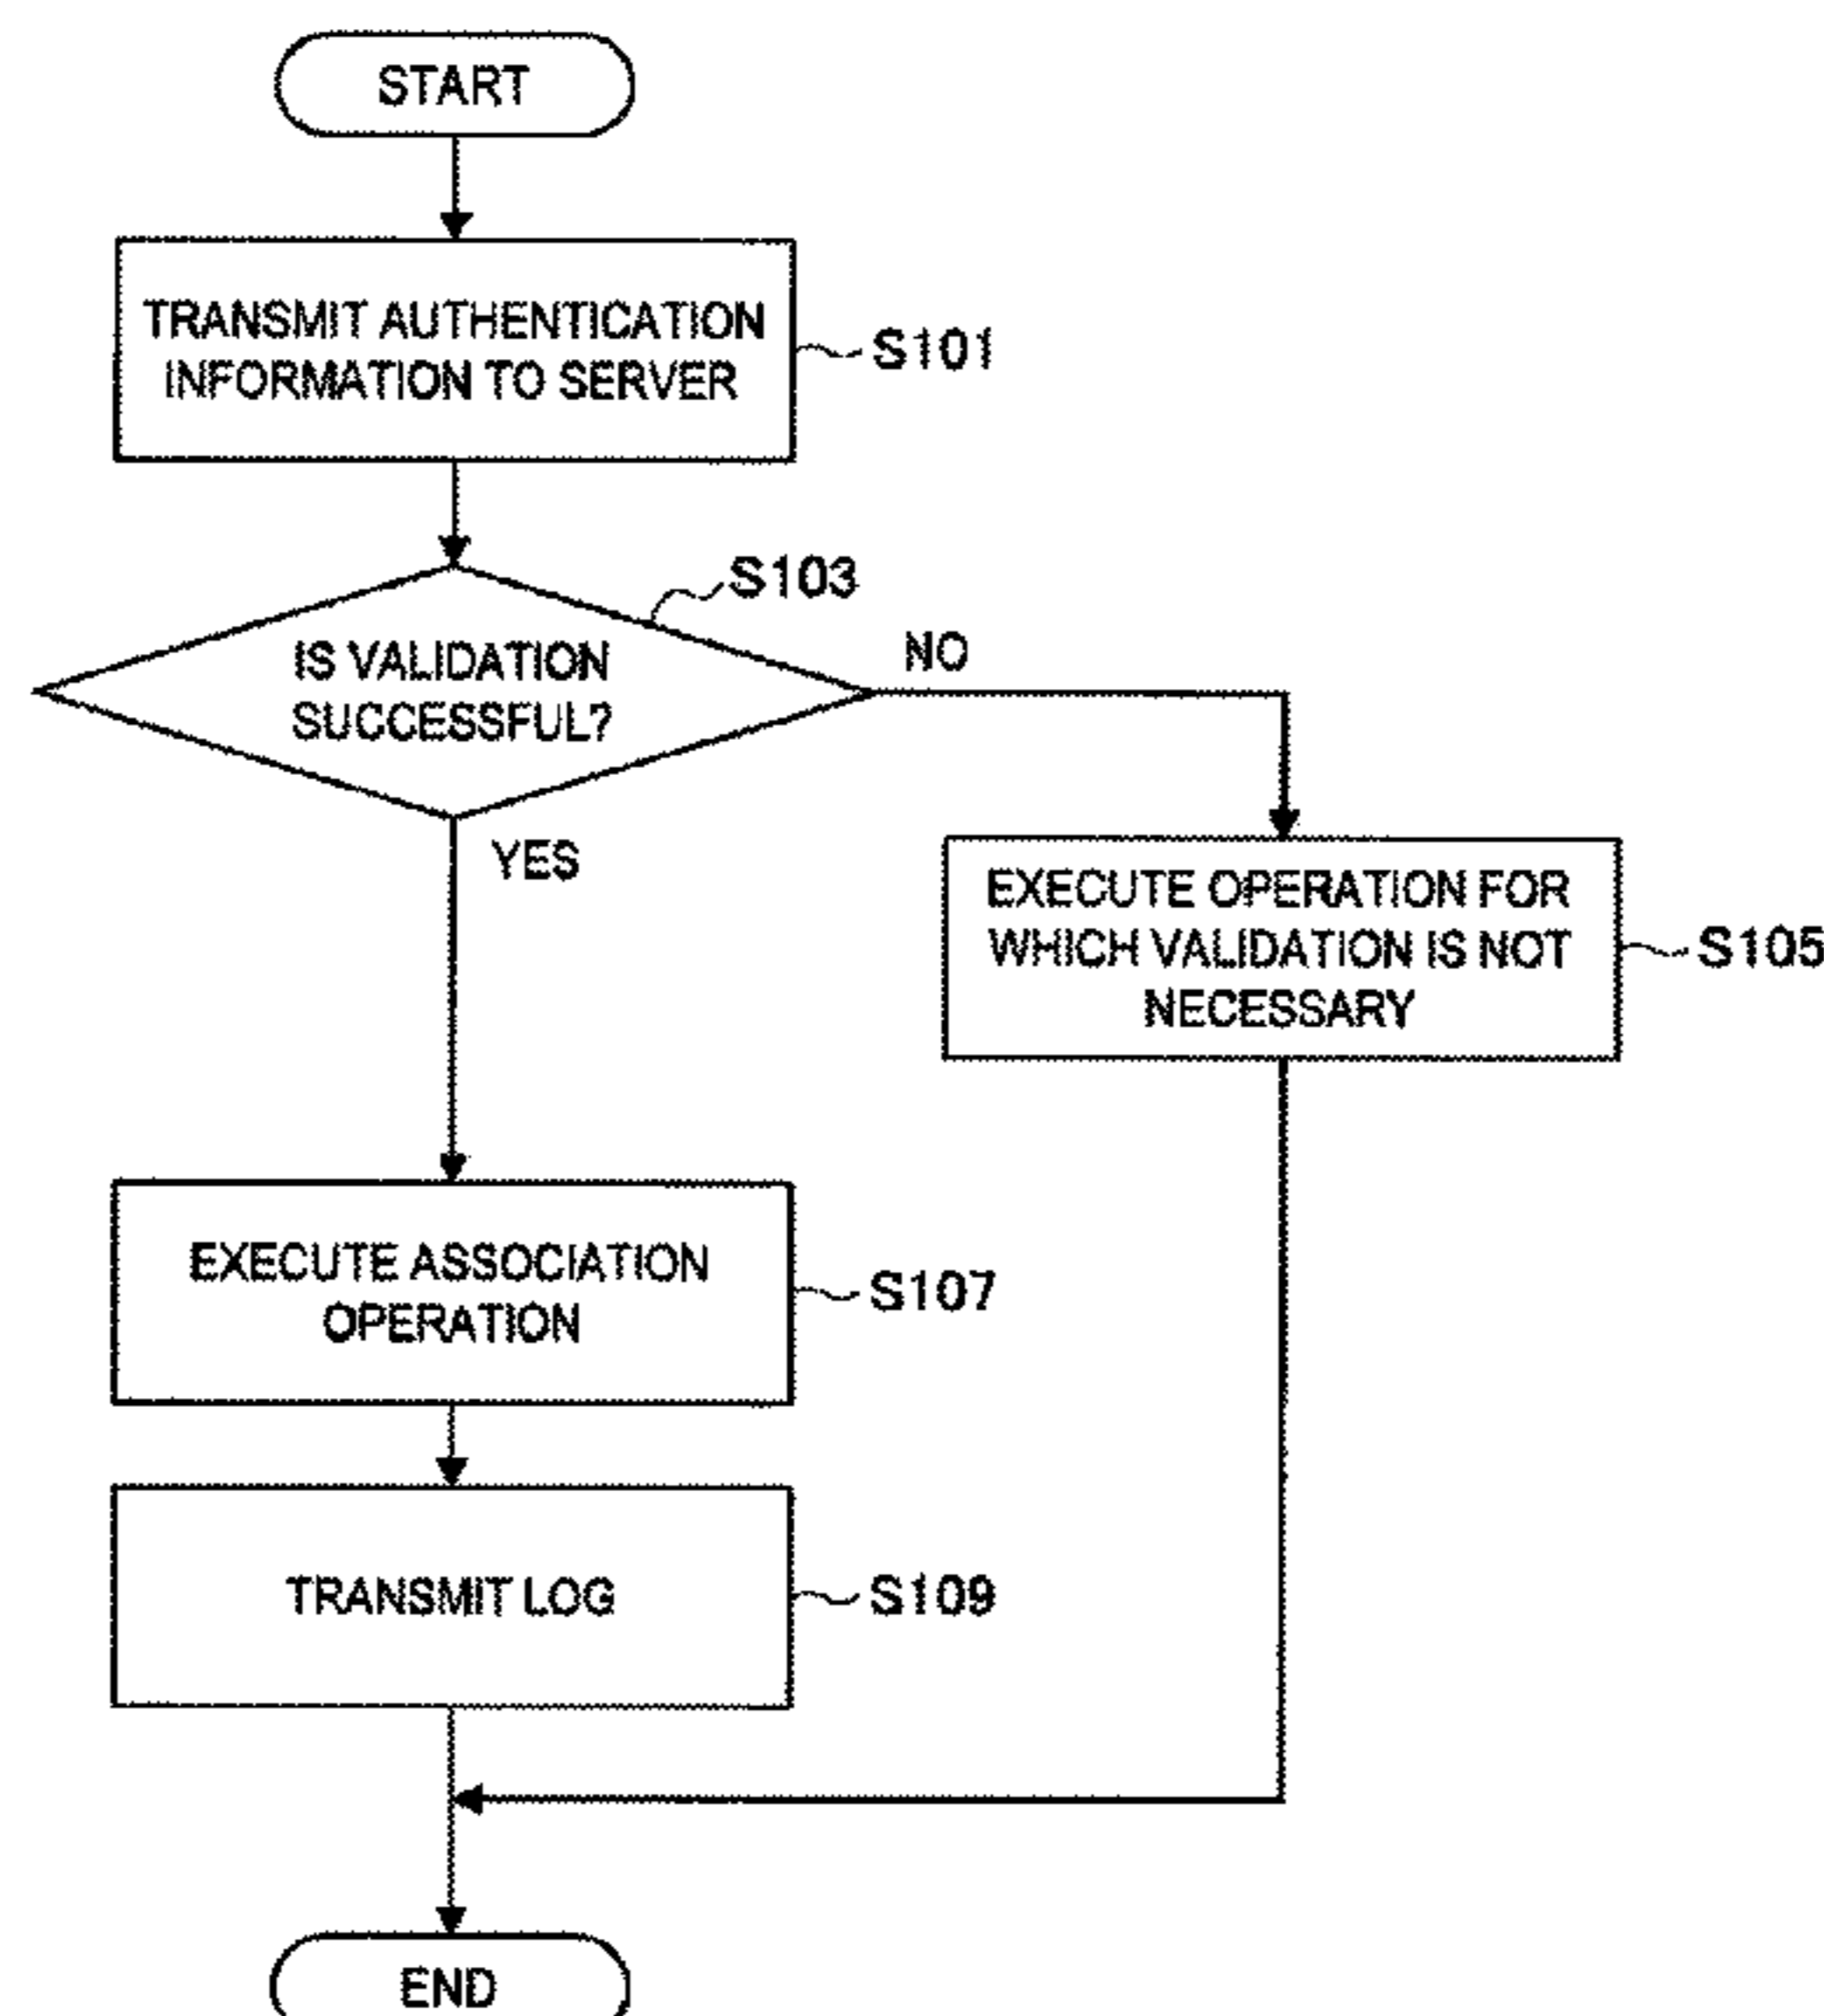 START
TRANSMIT AUTHENTICATION
INFORMATION TO SERVER
S101
S103
IS VALIDATION
SUCCESSFUL?
NO
YES
EXECUTE OPERATION FOR
WHICH VALIDATION IS NOT
NECESSARY
S105
EXECUTE ASSOCIATION
OPERATION
S107
TRANSMIT LOG
S109
END